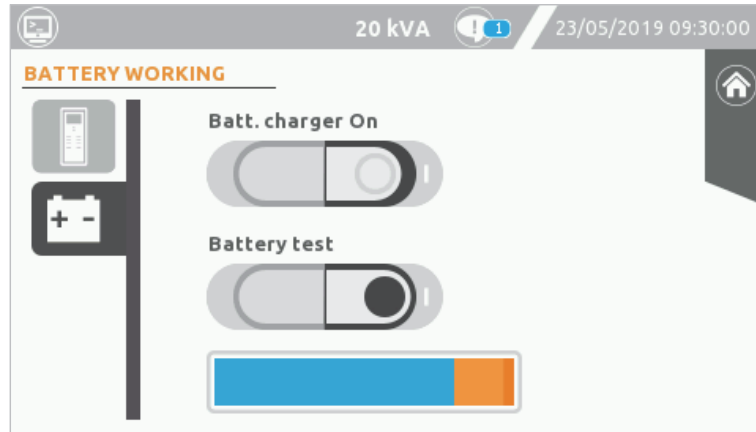 20 kVA
1
23/05/2019 09:30:00
BATTERY WORKING
Batt. charger On
+ -
Battery test